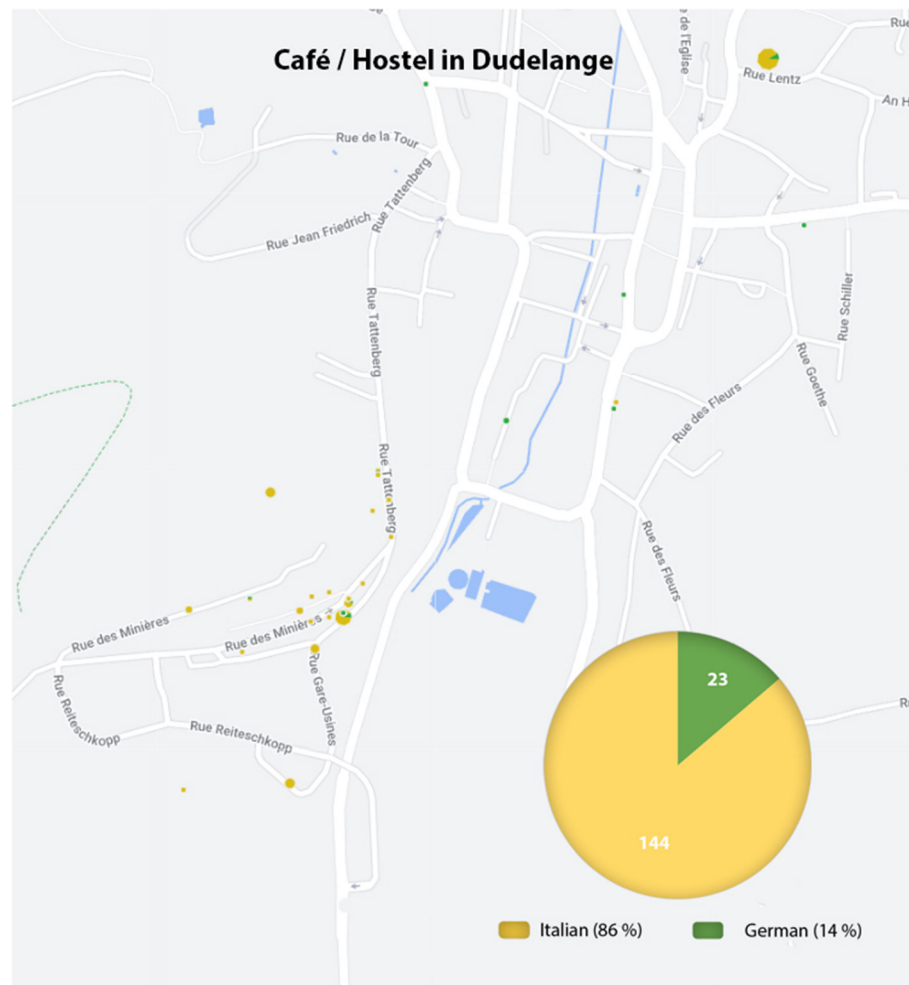 Café / Hostel in Dudelange
e de l'Eglise
Rue
Rue Lentz
An H
Rue de la Tour
Rue Tattenberg
Rue Jean Friedrich
Rue Schiller
Rue Tattenberg
Rue Goethe
Rue des Fleurs
Rue Tattenberg
Rue des Fleurs
Rue des Minières
Rue des Minières
Rue Gare-Usines
Rue Reiteschkopp
Rue Reiteschkopp
R
23
144
Italian (86 %)
German (14 %)